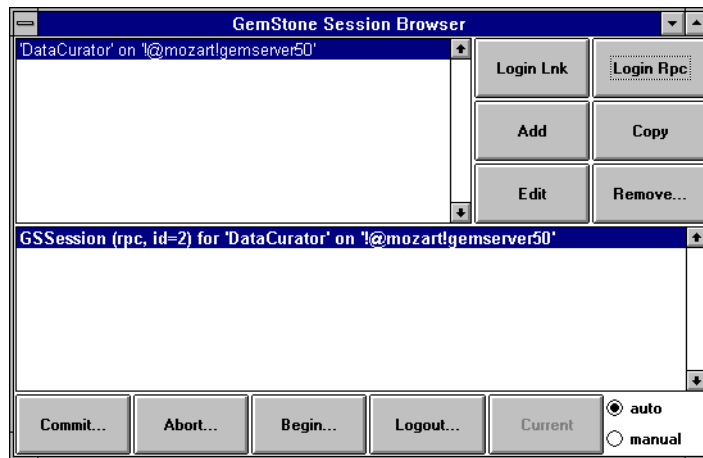 GemStone Session Browser
'DataCurator' on '!@mozart!gemserver50'
Login Lnk
Login Rpc
Add
Copy
Edit
Remove...
GSSession (rpc, id=2) for 'DataCurator' on '!@mozart!gemserver50'
Commit...
Abort...
Begin...
Logout...
Current
auto
manual